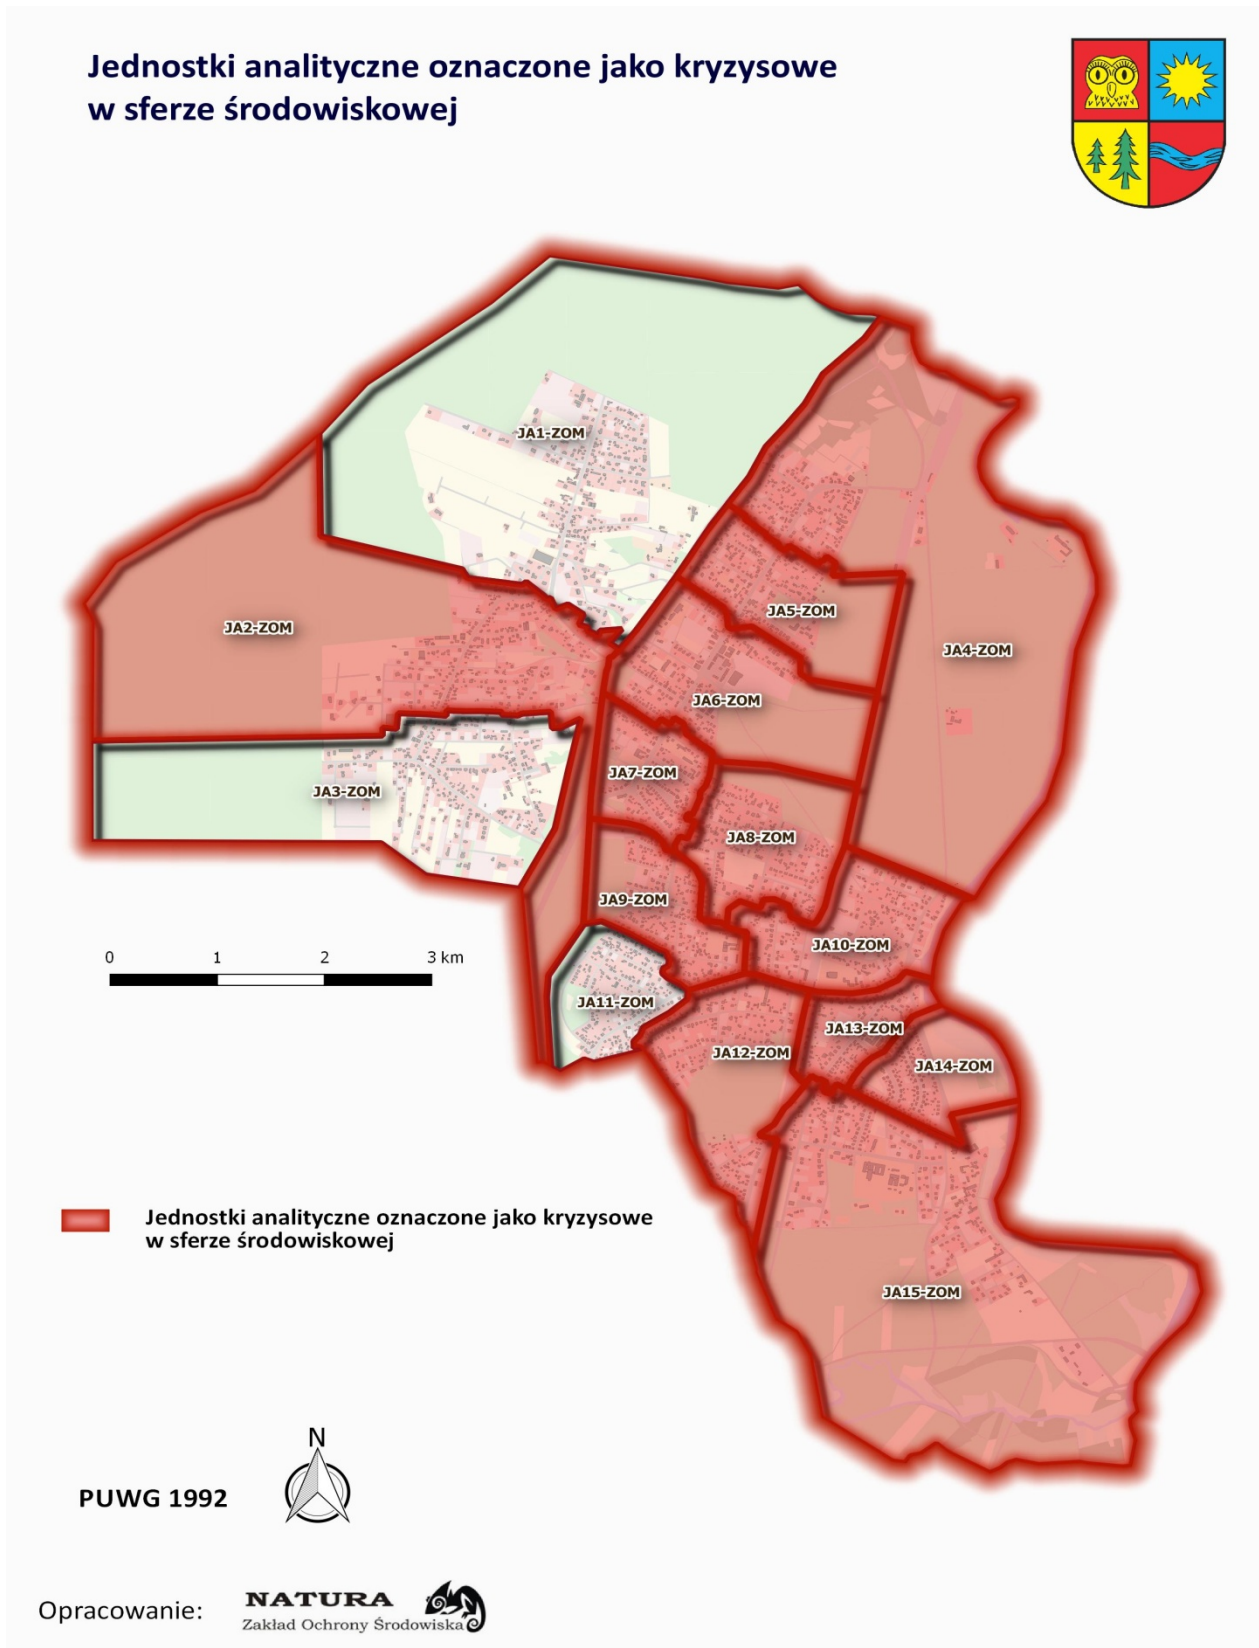 Jednostki analityczne oznaczone jako kryzysowe
w sferze środowiskowej
JA1-ZOM
JA2-ZOM
JA5-ZOM
JA4-ZOM
JA6-ZOM
JA7-ZOM
JA3-ZOM
JA8-ZOM
JA9-ZOM
JA10-ZOM
0 1 2 3 km
JA11-ZOM
JA13-ZOM
JA12-ZOM
JA14-ZOM
Jednostki analityczne oznaczone jako kryzysowe
w sferze środowiskowej
JA15-ZOM
N
PUWG 1992
Opracowanie:
NATURA
Zakład Ochrony Środowiska